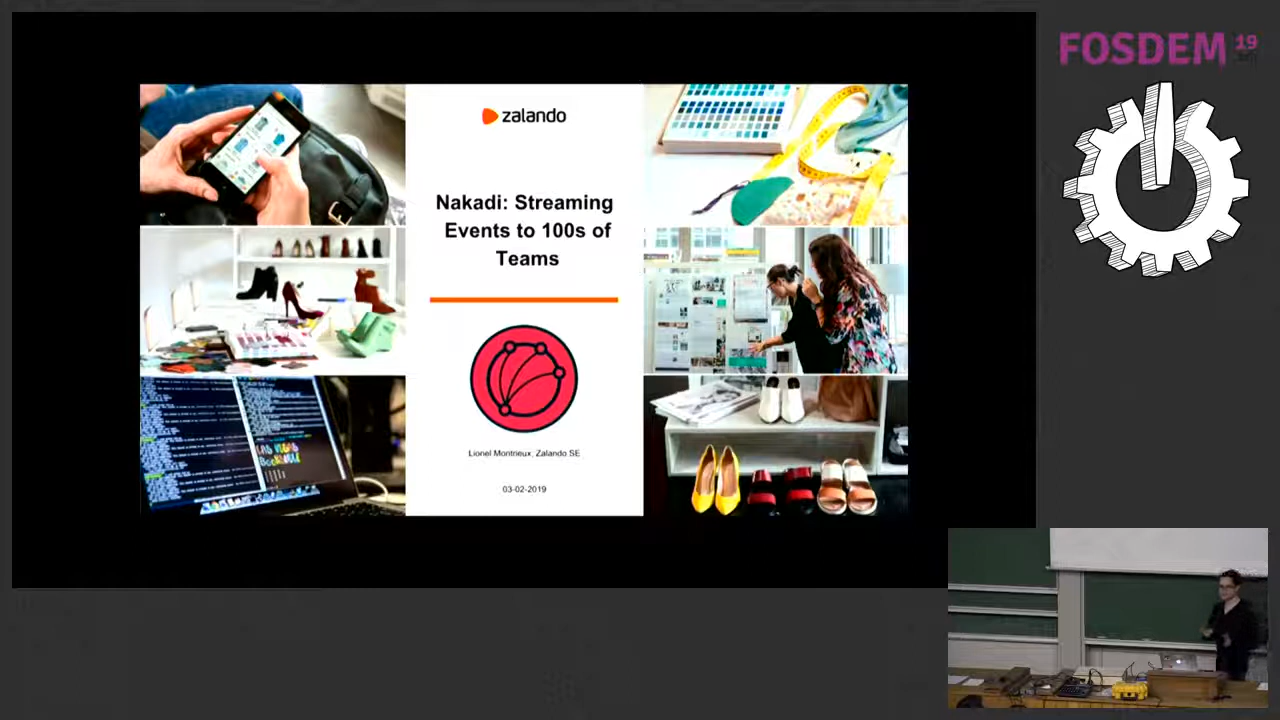 FOSDEM 19
zalando
Nakadi: Streaming
Events to 100s of
Teams
Lionel Montrieux, Zalando SE
03-02-2019